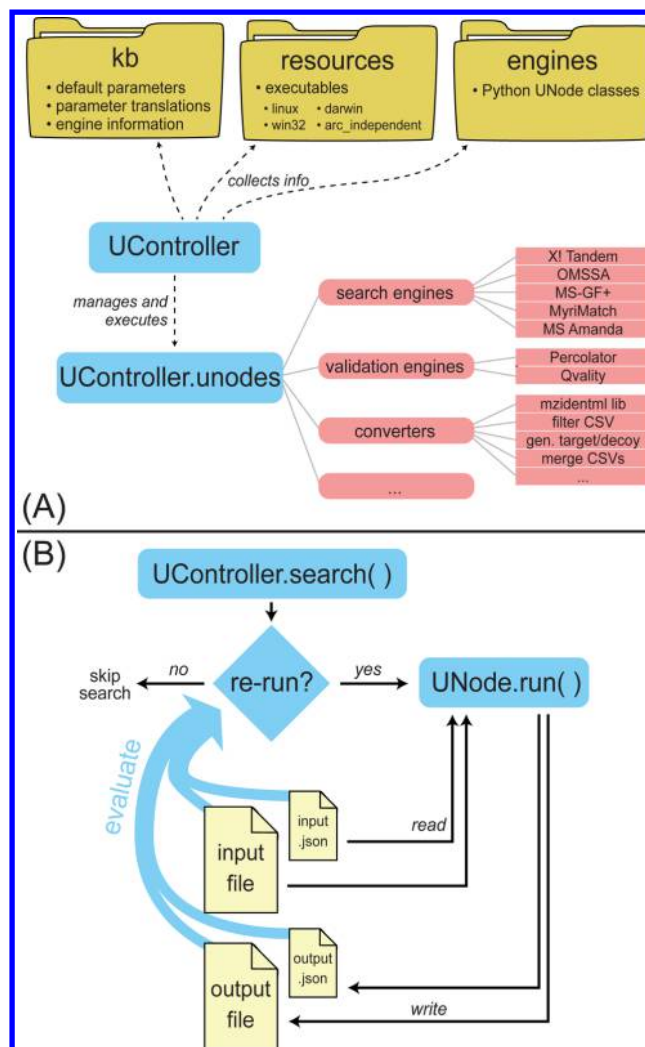 kb
• default parameters
• parameter translations
• engine information
resources
• executables
• linux • darwin
• win32 • arc_independent
engines
• Python UNode classes
collects info
UController
manages and
executes
UController.unodes
search engines
X! Tandem
OMSSA
MS-GF+
MyriMatch
MS Amanda
validation engines
Percolator
Qvality
converters
mzidentml lib
filter CSV
gen. target/decoy
merge CSVs
...
...
(A)
(B)
UController.search( )
re-run?
no
skip
search
yes
UNode.run( )
evaluate
input
.json
input
file
read
output
.json
output
file
write